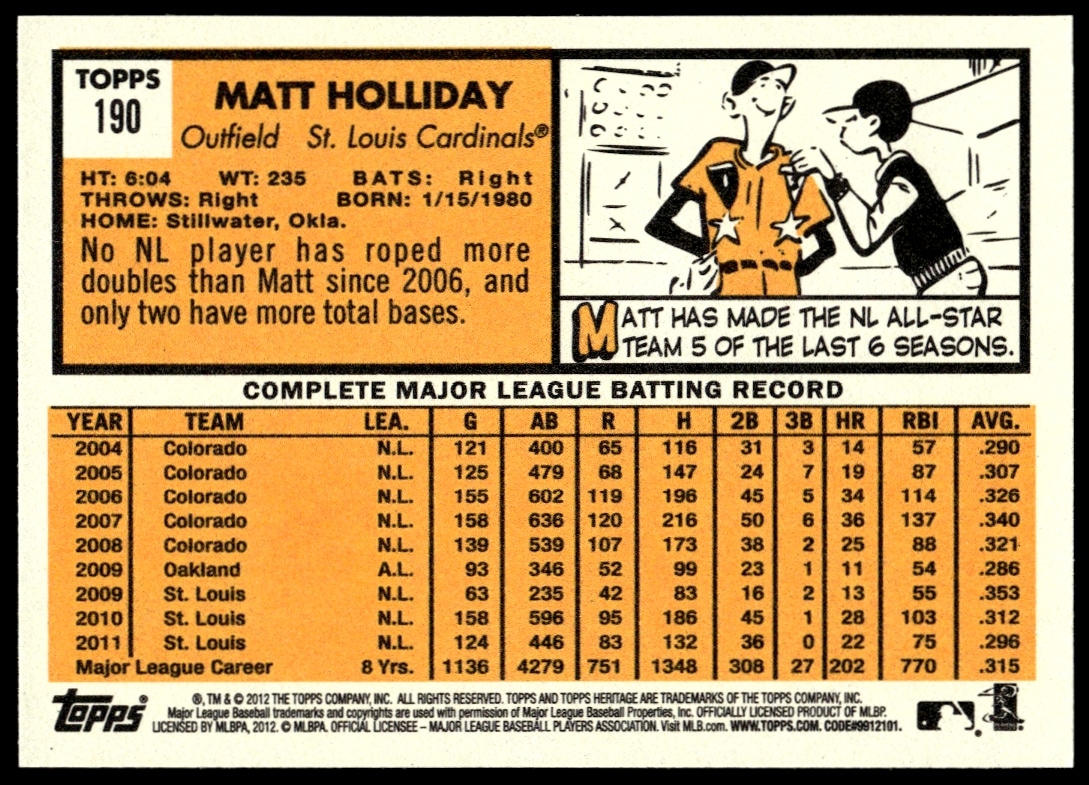 TOPPS
190
MATT HOLLIDAY
Outfield St. Louis Cardinals®
HT: 6:04 WT: 235 BATS: Right
THROWS: Right BORN: 1/15/1980
HOME: Stillwater, Okla.
No NL player has roped more
doubles than Matt since 2006, and
only two have more total bases.
MATT HAS MADE THE NL ALL-STAR
TEAM 5 OF THE LAST 6 SEASONS.
COMPLETE MAJOR LEAGUE BATTING RECORD
YEAR TEAM LEA. G AB R H 2B 3B HR RBI AVG.
2004 Colorado N.L. 121 400 65 116 31 3 14 57 .290
2005 Colorado N.L. 125 479 68 147 24 7 19 87 .307
2006 Colorado N.L. 155 602 119 196 45 5 34 114 .326
2007 Colorado N.L. 158 636 120 216 50 6 36 137 .340
2008 Colorado N.L. 139 539 107 173 38 2 25 88 .321
2009 Oakland A.L. 93 346 52 99 23 1 11 54 .286
2009 St. Louis N.L. 63 235 42 83 16 2 13 55 .353
2010 St. Louis N.L. 158 596 95 186 45 1 28 103 .312
2011 St. Louis N.L. 124 446 83 132 36 0 22 75 .296
Major League Career 8 Yrs. 1136 4279 751 1348 308 27 202 770 .315
topps®
®, TM & © 2012 THE TOPPS COMPANY, INC. ALL RIGHTS RESERVED. TOPPS AND TOPPS HERITAGE ARE TRADEMARKS OF THE TOPPS COMPANY, INC.
Major League Baseball trademarks and copyrights are used with permission of Major League Baseball Properties, Inc. OFFICIALLY LICENSED PRODUCT OF MLBP.
LICENSED BY MLBPA, 2012. © MLBPA. OFFICIAL LICENSEE – MAJOR LEAGUE BASEBALL PLAYERS ASSOCIATION. Visit MLB.com. WWW.TOPPS.COM. CODE#9912101.